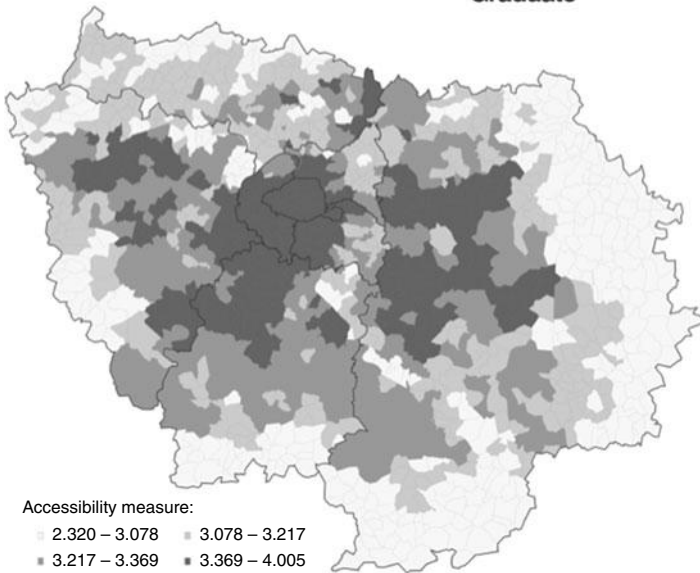 Graduate
Accessibility measure:
2.320 – 3.078 3.078 – 3.217
3.217 – 3.369 3.369 – 4.005